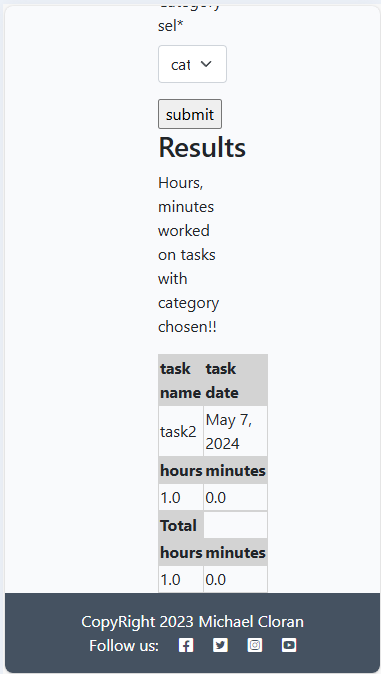 category
sel*
cat
submit
Results
Hours,
minutes
worked
on tasks
with
category
chosen!!
task task
name date
task2 May 7,
2024
hours minutes
1.0 0.0
Total
hours minutes
1.0 0.0
CopyRight 2023 Michael Cloran
Follow us: